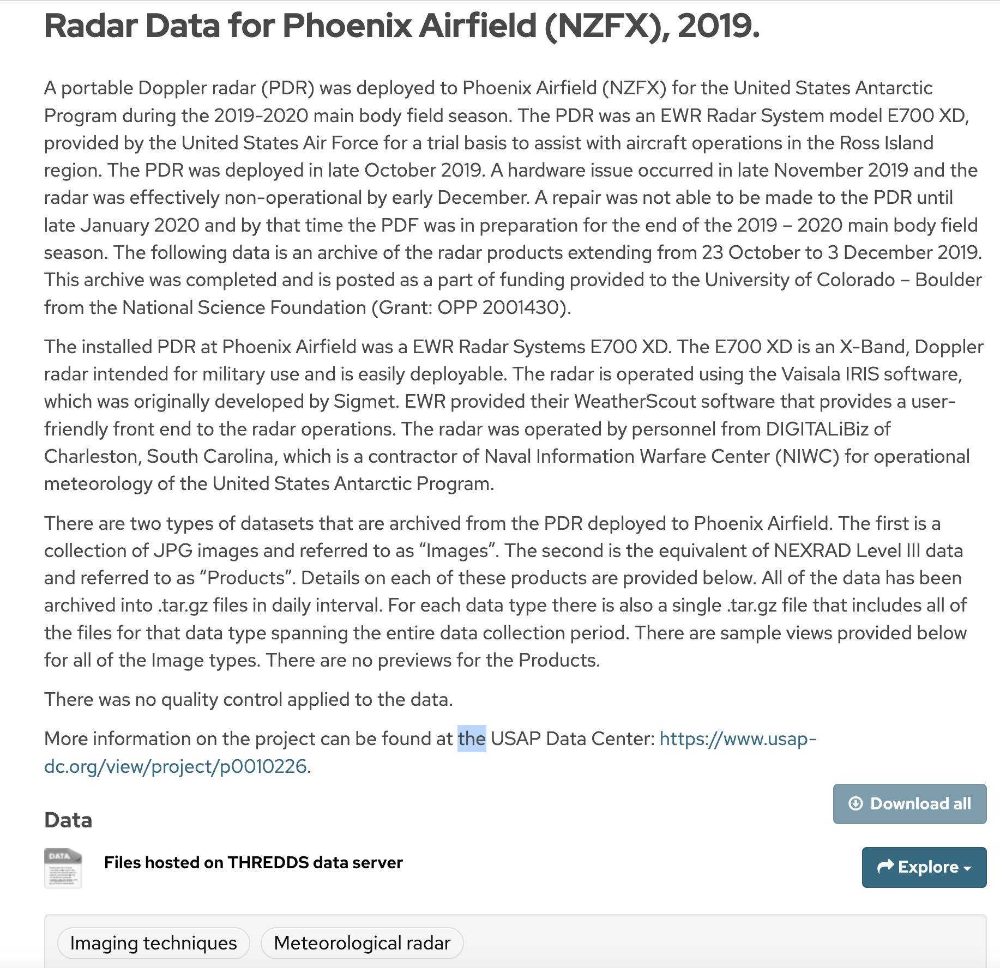 Radar Data for Phoenix Airfield (NZFX), 2019.
A portable Doppler radar (PDR) was deployed to Phoenix Airfield (NZFX) for the United States Antarctic
Program during the 2019-2020 main body field season. The PDR was an EWR Radar System model E700 XD,
provided by the United States Air Force for a trial basis to assist with aircraft operations in the Ross Island
region. The PDR was deployed in late October 2019. A hardware issue occurred in late November 2019 and the
radar was effectively non-operational by early December. A repair was not able to be made to the PDR until
late January 2020 and by that time the PDF was in preparation for the end of the 2019 – 2020 main body field
season. The following data is an archive of the radar products extending from 23 October to 3 December 2019.
This archive was completed and is posted as a part of funding provided to the University of Colorado – Boulder
from the National Science Foundation (Grant: OPP 2001430).
The installed PDR at Phoenix Airfield was a EWR Radar Systems E700 XD. The E700 XD is an X-Band, Doppler
radar intended for military use and is easily deployable. The radar is operated using the Vaisala IRIS software,
which was originally developed by Sigmet. EWR provided their WeatherScout software that provides a user-
friendly front end to the radar operations. The radar was operated by personnel from DIGITALiBiz of
Charleston, South Carolina, which is a contractor of Naval Information Warfare Center (NIWC) for operational
meteorology of the United States Antarctic Program.
There are two types of datasets that are archived from the PDR deployed to Phoenix Airfield. The first is a
collection of JPG images and referred to as “Images”. The second is the equivalent of NEXRAD Level III data
and referred to as “Products”. Details on each of these products are provided below. All of the data has been
archived into .tar.gz files in daily interval. For each data type there is also a single .tar.gz file that includes all of
the files for that data type spanning the entire data collection period. There are sample views provided below
for all of the Image types. There are no previews for the Products.
There was no quality control applied to the data.
More information on the project can be found at the USAP Data Center: https://www.usap-
dc.org/view/project/p0010226.
Download all
Data
DATA
Files hosted on THREDDS data server
Explore
Imaging techniques
Meteorological radar